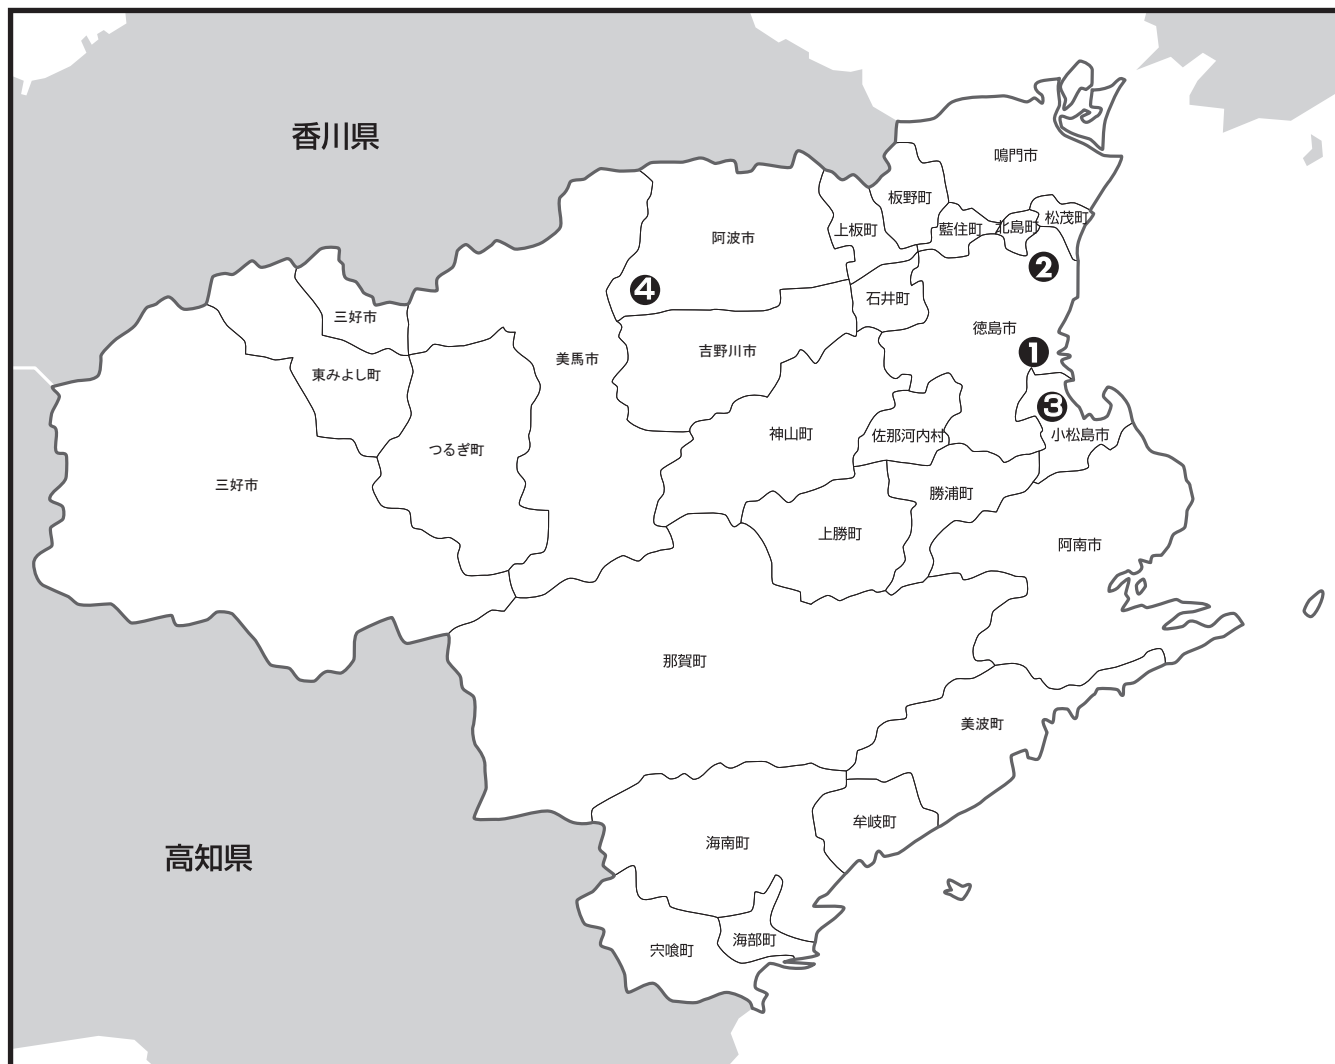 香川県
鳴門市
板野町
松茂町
上板町
藍住町
北島町
阿波市
2
4
石井町
三好市
徳島市
吉野川市
1
美馬市
東みよし町
3
神山町
佐那河内村
小松島市
つるぎ町
三好市
勝浦町
上勝町
阿南市
那賀町
美波町
牟岐町
海南町
高知県
海部町
宍喰町